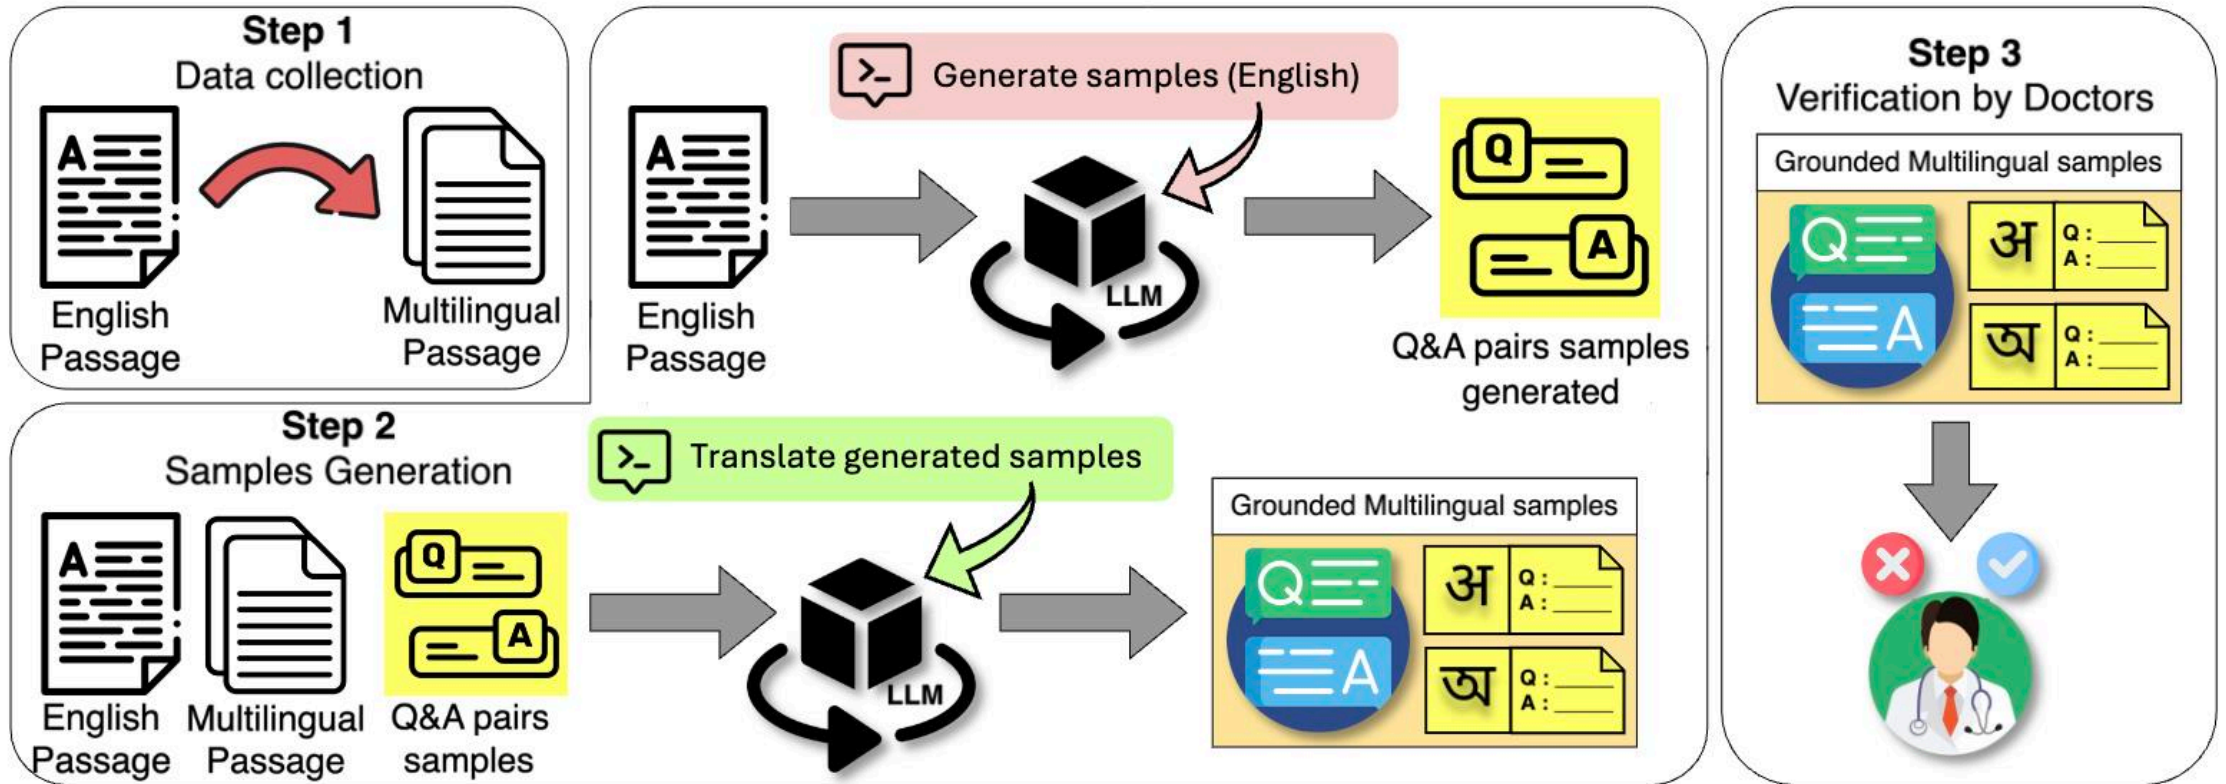 Step 1
Data collection
A
English
Passage
Multilingual
Passage
>_ Generate samples (English)
A
English
Passage
LLM
Q
A
Q&A pairs samples
generated
Step 2
Samples Generation
>_ Translate generated samples
A
English
Passage
Multilingual
Passage
Q
A
Q&A pairs
samples
LLM
Grounded Multilingual samples
Q
A
अ
Q :
A :
অ
Q :
A :
Step 3
Verification by Doctors
Grounded Multilingual samples
Q
A
अ
Q :
A :
অ
Q :
A :